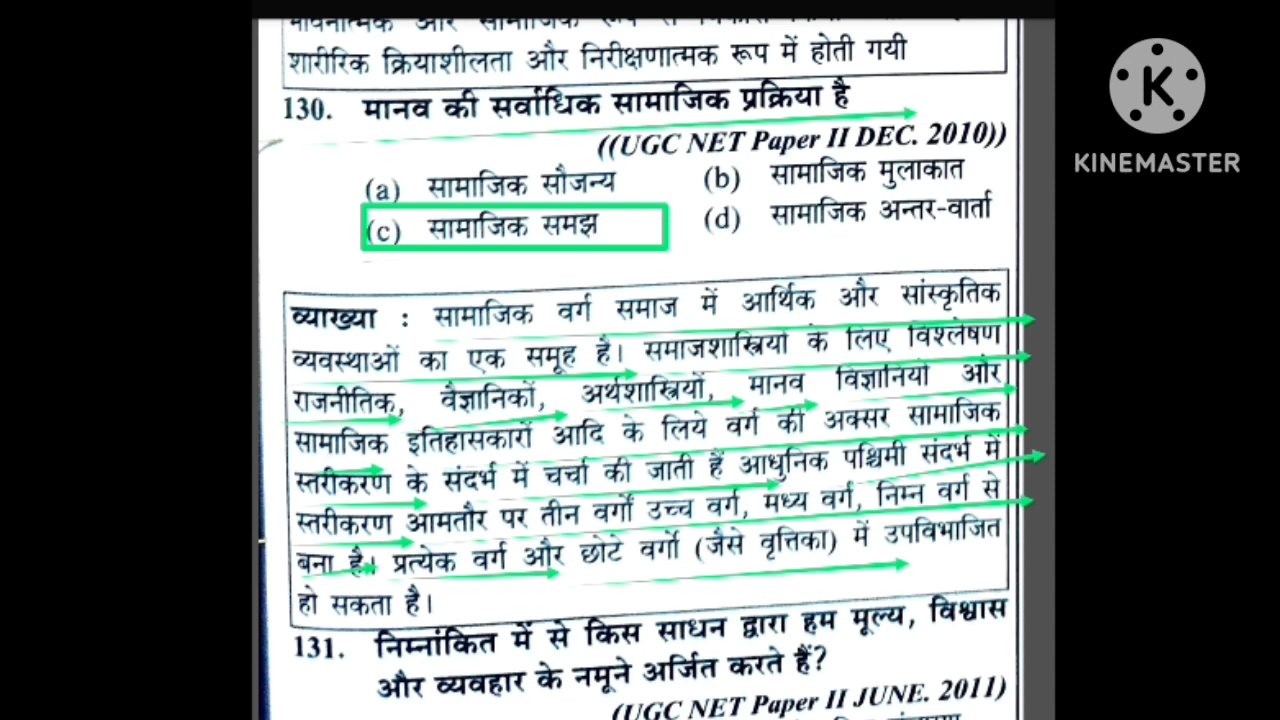 भावनात्मक और सामाजिक रूप से
शारीरिक क्रियाशीलता और निरीक्षणात्मक रूप में होती गयी
130. मानव की सर्वाधिक सामाजिक प्रक्रिया है
((UGC NET Paper II DEC. 2010))
(a) सामाजिक सौजन्य (b) सामाजिक मुलाकात
(c) सामाजिक समझ (d) सामाजिक अन्तर-वार्ता
व्याख्या : सामाजिक वर्ग समाज में आर्थिक और सांस्कृतिक
व्यवस्थाओं का एक समूह है। समाजशास्त्रियों के लिए विश्लेषण
राजनीतिक, वैज्ञानिकों, अर्थशास्त्रियों, मानव विज्ञानियों और
सामाजिक इतिहासकारों आदि के लिये वर्ग की अक्सर सामाजिक
स्तरीकरण के संदर्भ में चर्चा की जाती हैं आधुनिक पश्चिमी संदर्भ में
स्तरीकरण आमतौर पर तीन वर्गों उच्च वर्ग, मध्य वर्ग, निम्न वर्ग से
बना है। प्रत्येक वर्ग और छोटे वर्गो (जैसे वृत्तिका) में उपविभाजित
हो सकता है।
131. निम्नांकित में से किस साधन द्वारा हम मूल्य, विश्वास
और व्यवहार के नमूने अर्जित करते हैं?
(UGC NET Paper II JUNE. 2011)
K
KINEMASTER